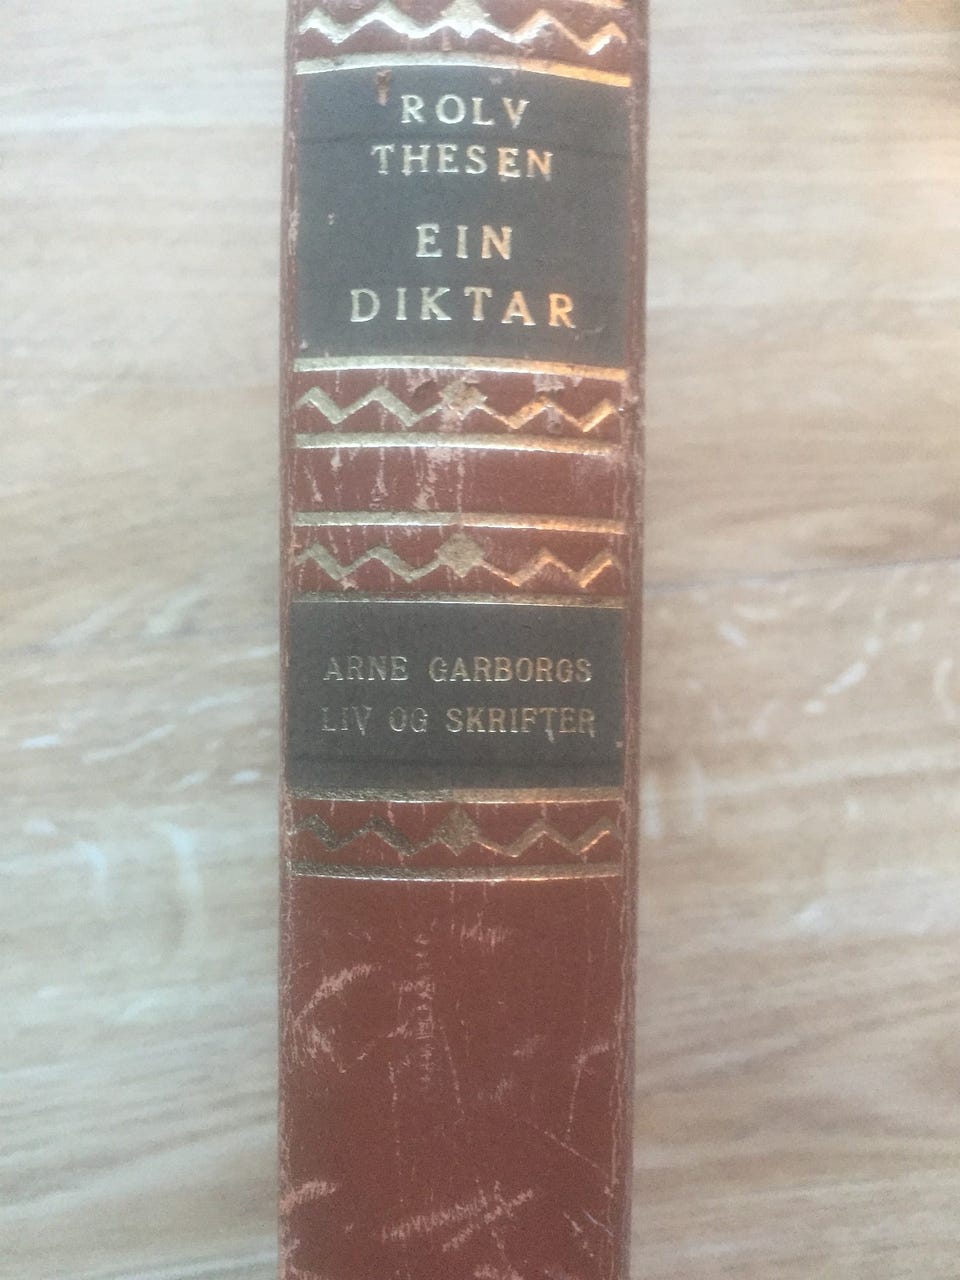 ROLV
THESEN
EIN
DIKTAR
ARNE GARBORGS
LIV OG SKRIFTER